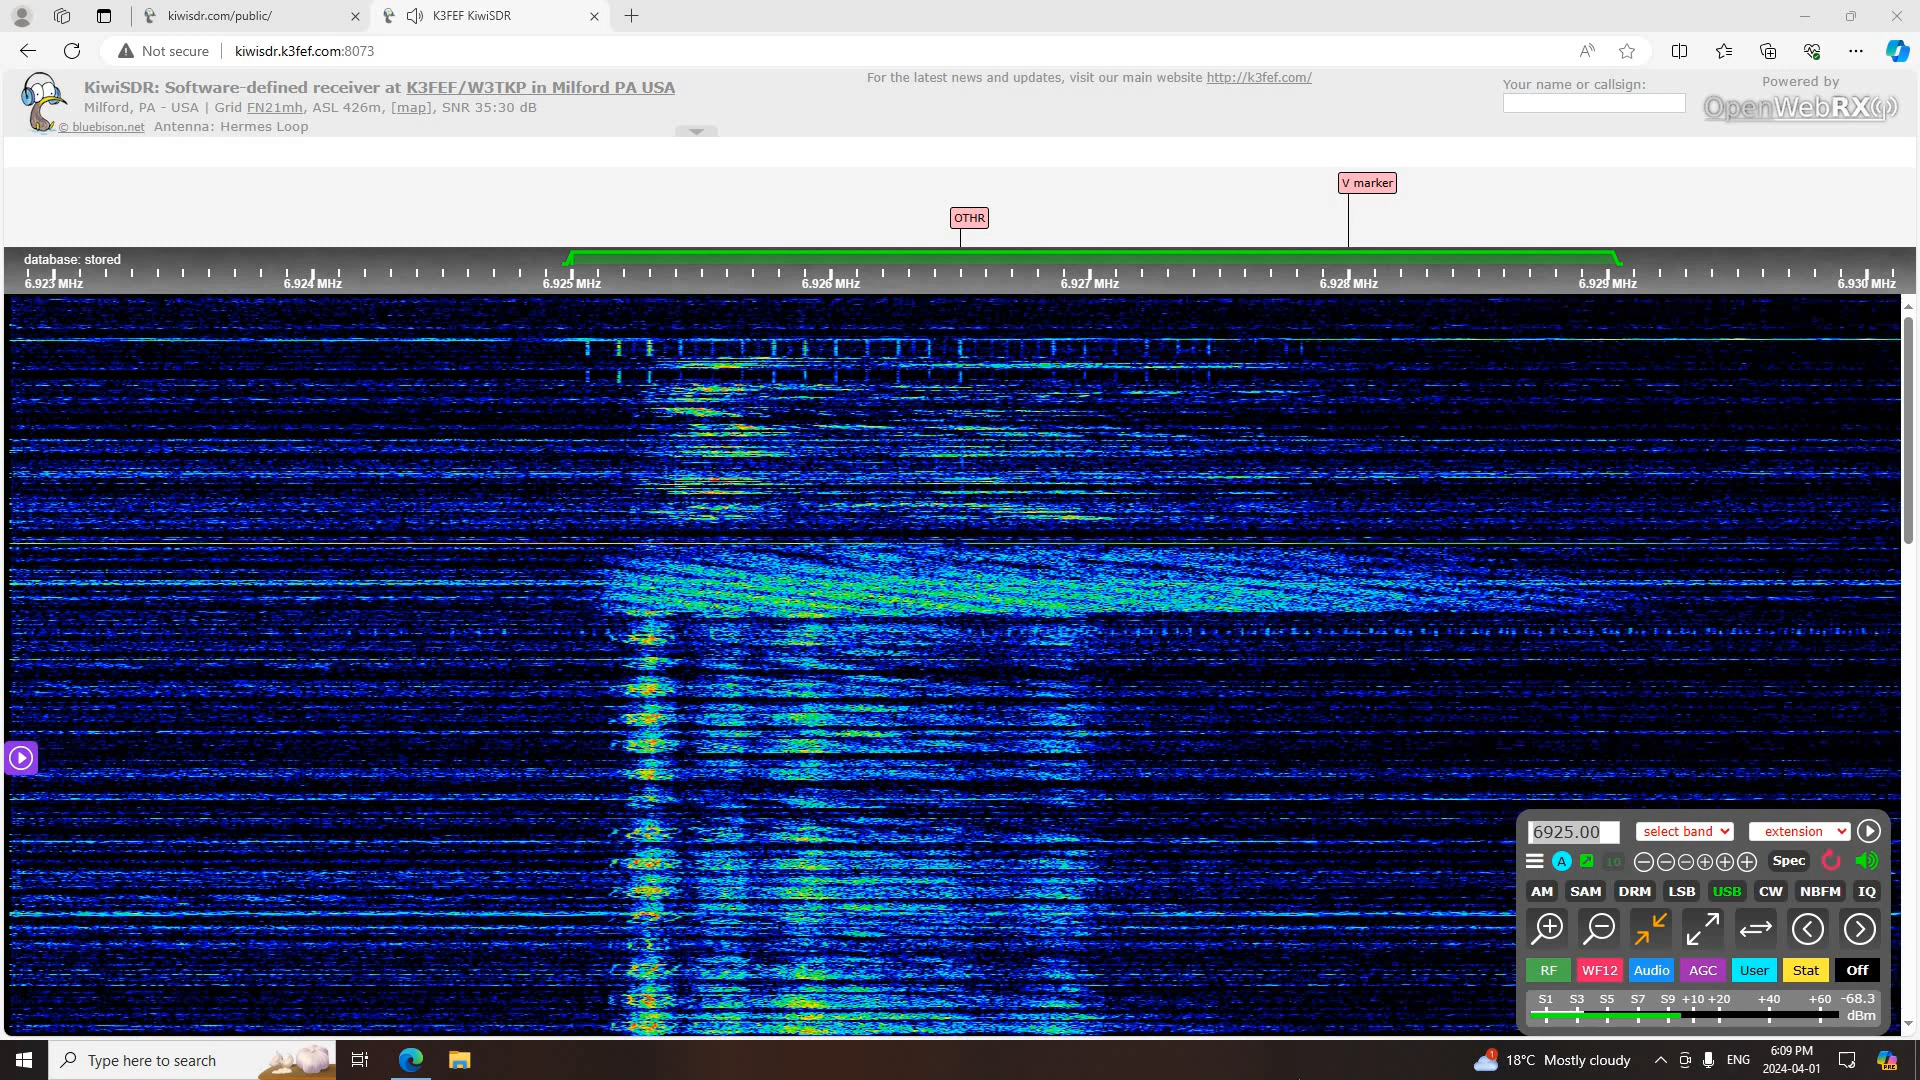 kiwisdr.com/public/
K3FEF KiwiSDR
Not secure
kiwisdr.k3fef.com:8073
KiwiSDR: Software-defined receiver at K3FEF/W3TKP in Milford PA USA
Milford, PA - USA | Grid FN21mh, ASL 426m, [map], SNR 35:30 dB
© bluebison.net Antenna: Hermes Loop
For the latest news and updates, visit our main website http://k3fef.com/
Your name or callsign:
Powered by
OpenWebRX
V marker
OTHR
database: stored
6.923 MHz 6.924 MHz 6.925 MHz 6.926 MHz 6.927 MHz 6.928 MHz 6.929 MHz 6.930 MHz
6925.00 select band extension
A 10 Spec
AM SAM DRM LSB USB CW NBFM IQ
RF WF12 Audio AGC User Stat Off
S1 S3 S5 S7 S9 +10 +20 +40 +60 -68.3
dBm
Type here to search
1
18°C Mostly cloudy
ENG
6:09 PM
2024-04-01
PRE